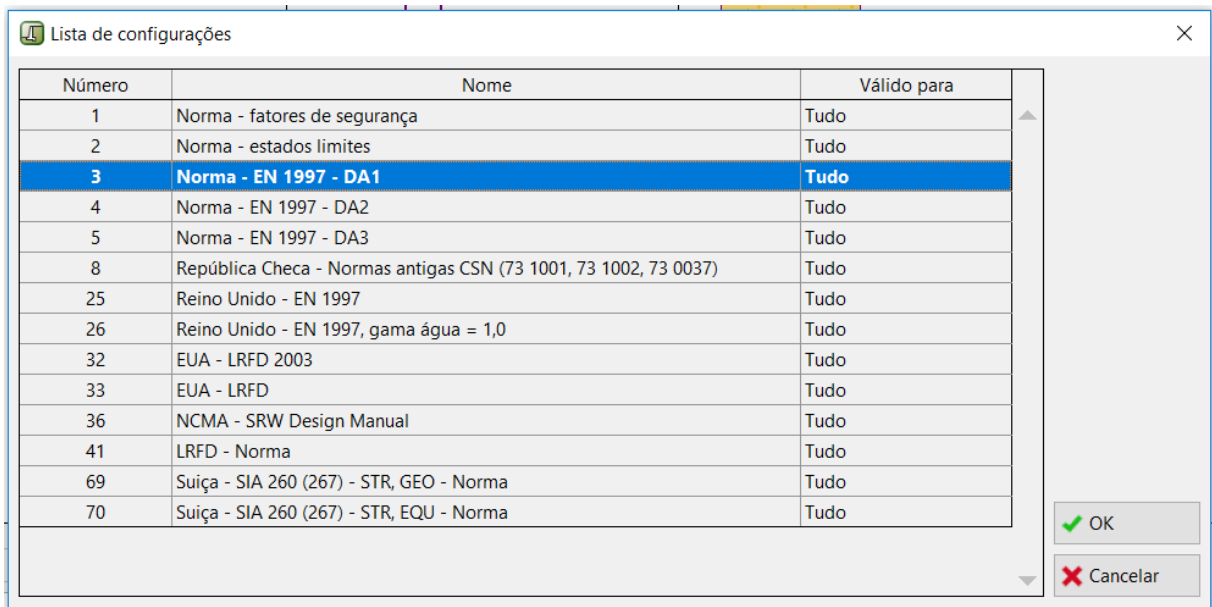 Lista de configurações
Número Nome Válido para
1 Norma - fatores de segurança Tudo
2 Norma - estados limites Tudo
3 Norma - EN 1997 - DA1 Tudo
4 Norma - EN 1997 - DA2 Tudo
5 Norma - EN 1997 - DA3 Tudo
8 República Checa - Normas antigas CSN (73 1001, 73 1002, 73 0037) Tudo
25 Reino Unido - EN 1997 Tudo
26 Reino Unido - EN 1997, gama água = 1,0 Tudo
32 EUA - LRFD 2003 Tudo
33 EUA - LRFD Tudo
36 NCMA - SRW Design Manual Tudo
41 LRFD - Norma Tudo
69 Suiça - SIA 260 (267) - STR, GEO - Norma Tudo
70 Suiça - SIA 260 (267) - STR, EQU - Norma Tudo
OK
Cancelar